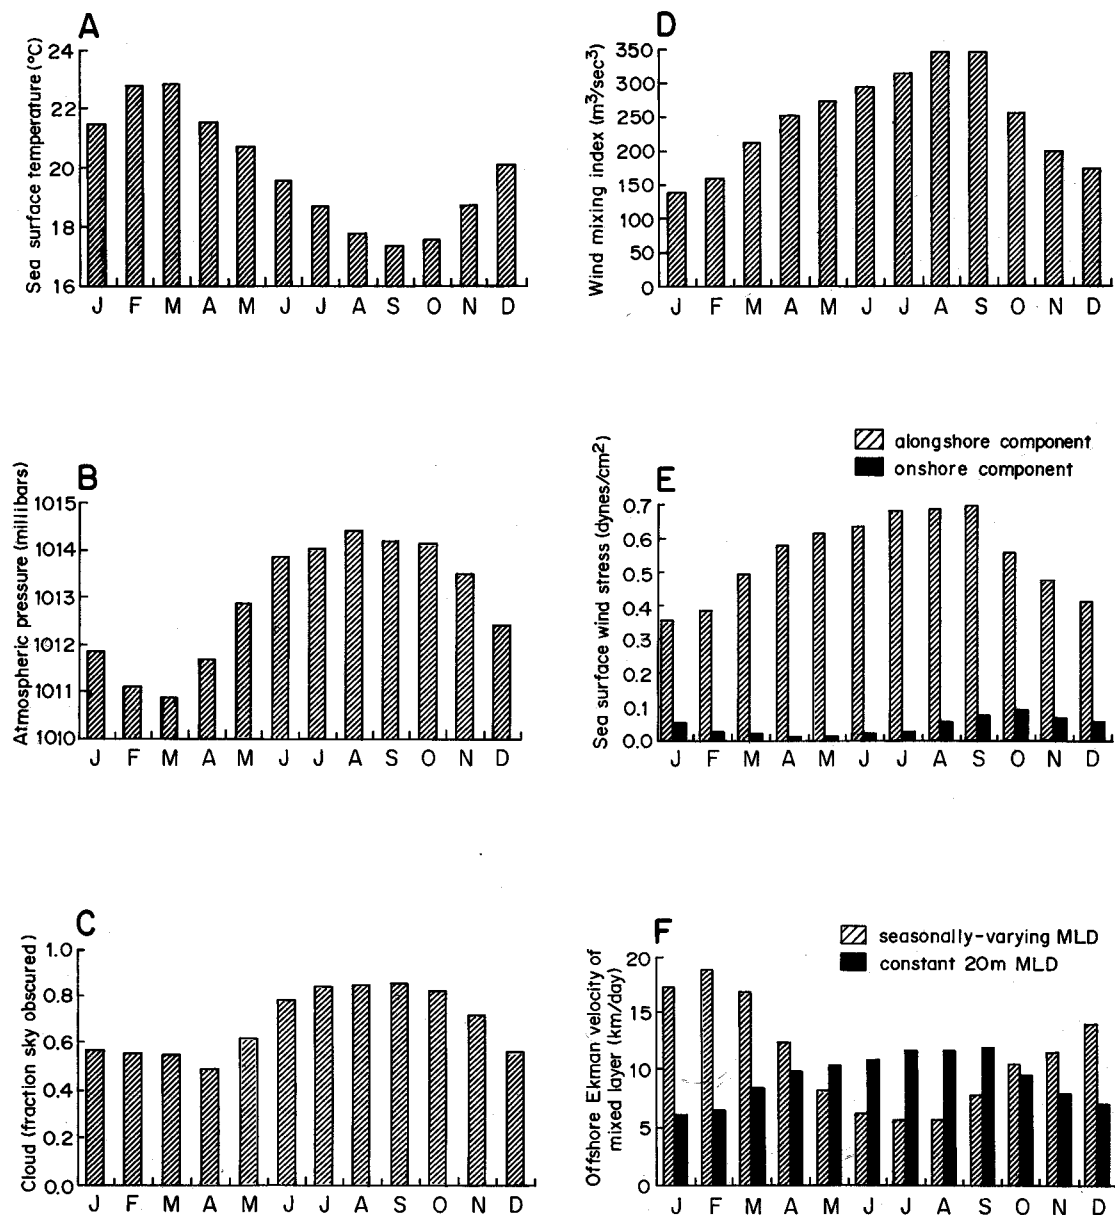 A
Sea surface temperature (°C)
24
22
20
18
16
J F M A M J J A S O N D
D
Wind mixing index (m³/sec³)
350
300
250
200
150
100
50
0
J F M A M J J A S O N D
B
Atmospheric pressure (millibars)
1015
1014
1013
1012
1011
1010
J F M A M J J A S O N D
alongshore component
onshore component
E
Sea surface wind stress (dynes/cm²)
0.7
0.6
0.5
0.4
0.3
0.2
0.1
0.0
J F M A M J J A S O N D
C
Cloud (fraction sky obscured)
1.0
0.8
0.6
0.4
0.2
0.0
J F M A M J J A S O N D
F
seasonally-varying MLD
constant 20m MLD
Offshore Ekman velocity of
mixed layer (km/day)
20
15
10
5
0
J F M A M J J A S O N D